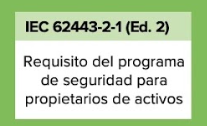 IEC 62443-2-1 (Ed. 2)
Requisito del programa
de seguridad para
propietarios de activos